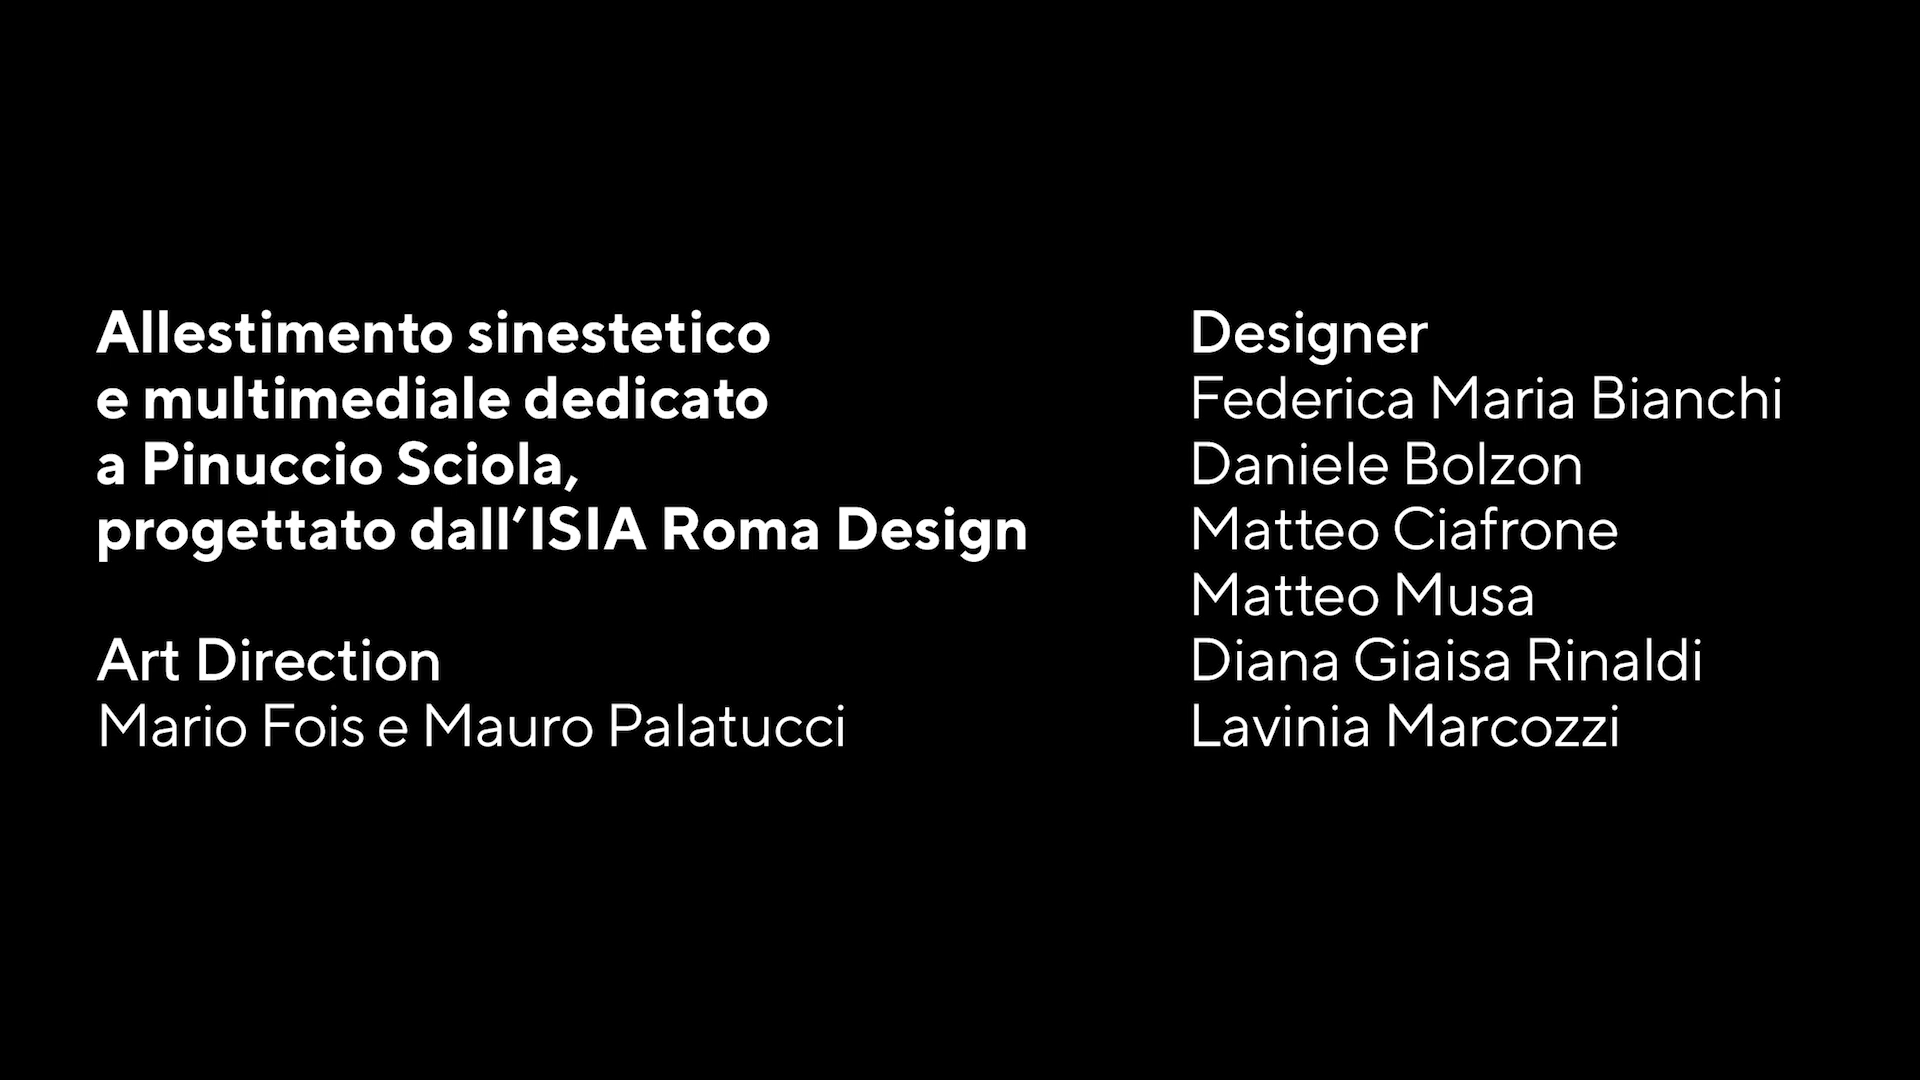 Allestimento sinestetico
e multimediale dedicato
a Pinuccio Sciola,
progettato dall’ISIA Roma Design
Art Direction
Mario Fois e Mauro Palatucci
Designer
Federica Maria Bianchi
Daniele Bolzon
Matteo Ciafrone
Matteo Musa
Diana Giaisa Rinaldi
Lavinia Marcozzi